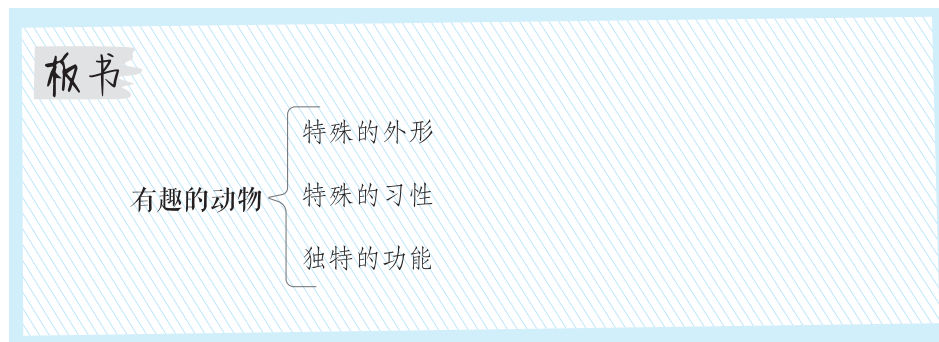 板书
特殊的外形
有趣的动物
特殊的习性
独特的功能